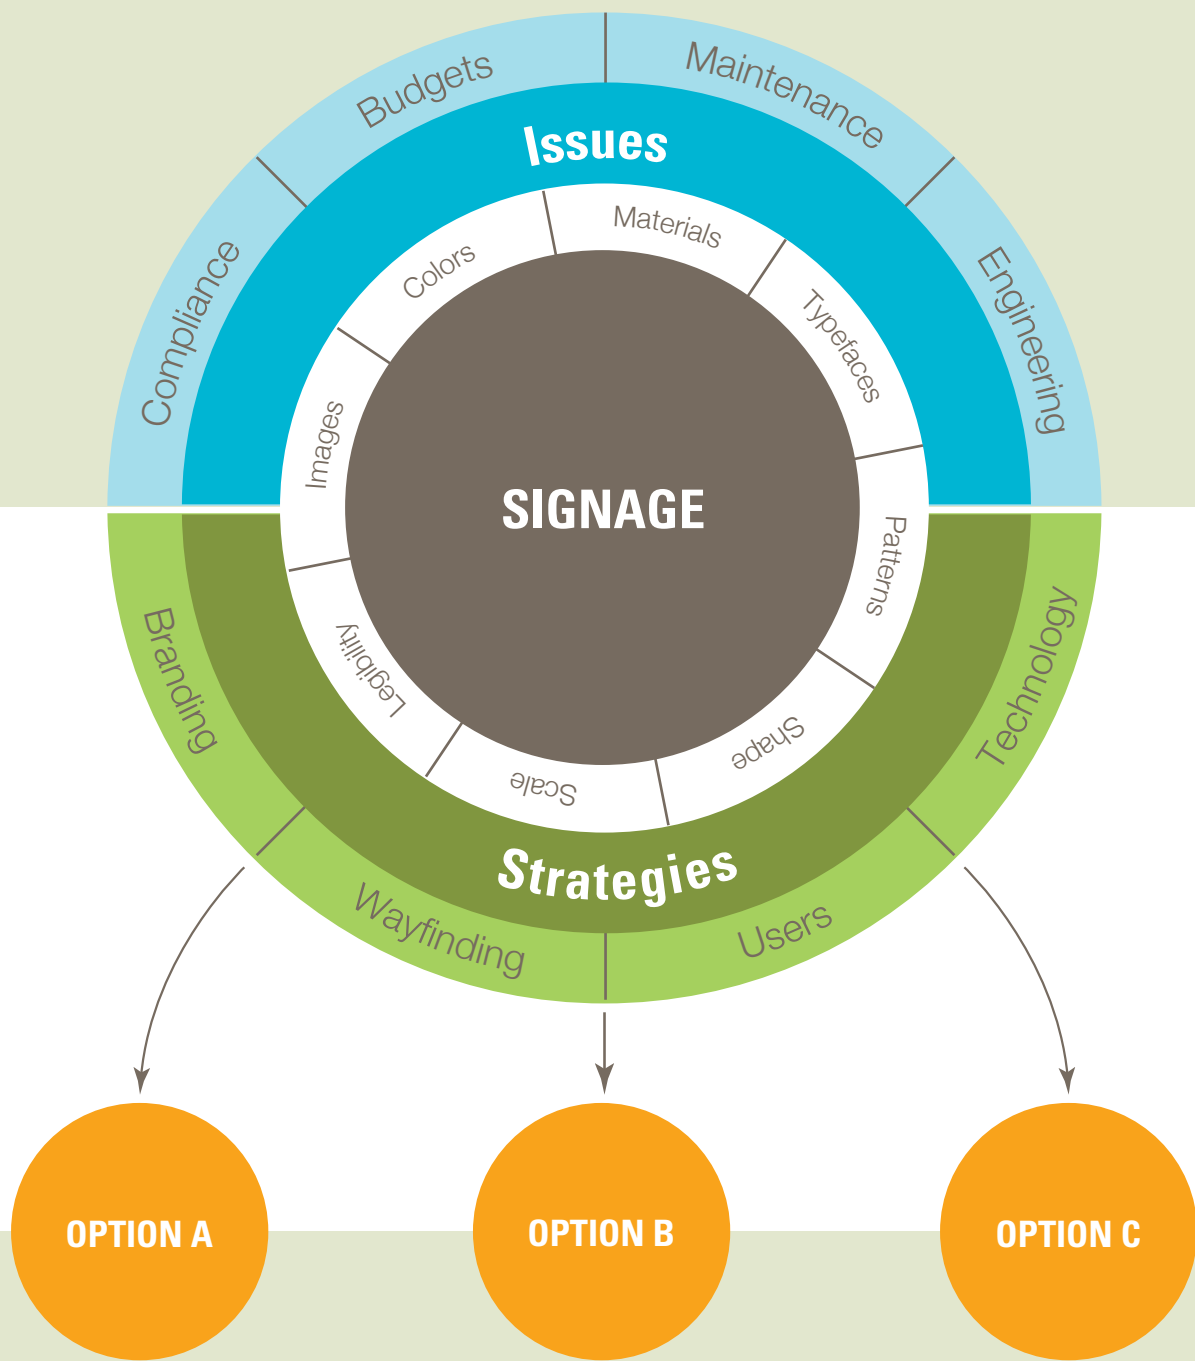 Compliance
Budgets
Maintenance
Engineering
Issues
Images
Colors
Materials
Typefaces
Patterns
Shape
Scale
Legibility
SIGNAGE
Strategies
Branding
Wayfinding
Users
Technology
OPTION A
OPTION B
OPTION C